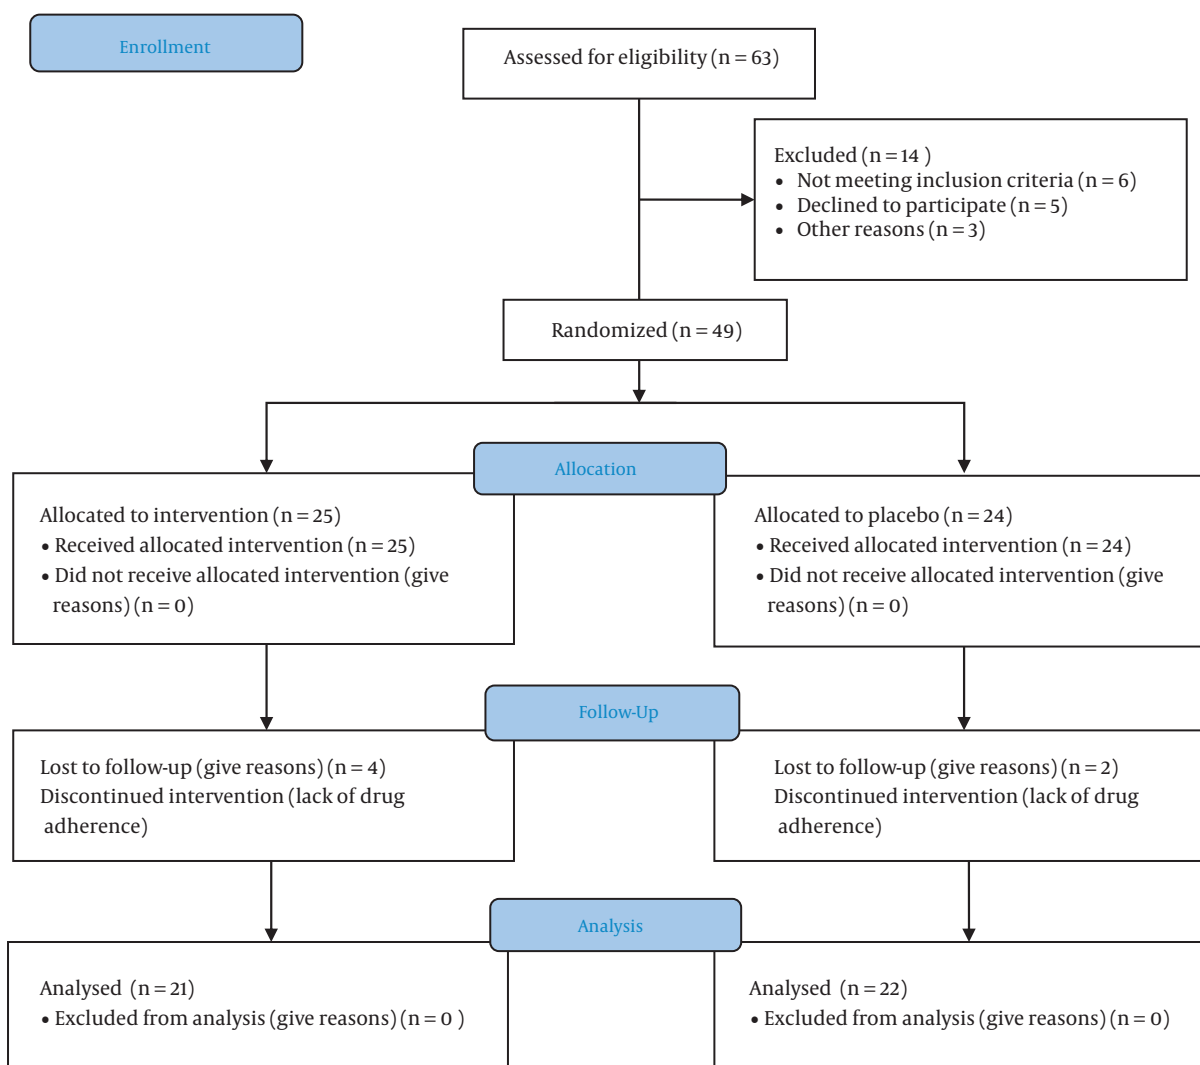 Enrollment
Assessed for eligibility (n = 63)
Excluded (n = 14 )
• Not meeting inclusion criteria (n = 6)
• Declined to participate (n = 5)
• Other reasons (n = 3)
Randomized (n = 49)
Allocation
Allocated to intervention (n = 25)
• Received allocated intervention (n = 25)
• Did not receive allocated intervention (give
reasons) (n = 0)
Allocated to placebo (n = 24)
• Received allocated intervention (n = 24)
• Did not receive allocated intervention (give
reasons) (n = 0)
Follow-Up
Lost to follow-up (give reasons) (n = 4)
Discontinued intervention (lack of drug
adherence)
Lost to follow-up (give reasons) (n = 2)
Discontinued intervention (lack of drug
adherence)
Analysis
Analysed (n = 21)
• Excluded from analysis (give reasons) (n = 0 )
Analysed (n = 22)
• Excluded from analysis (give reasons) (n = 0)